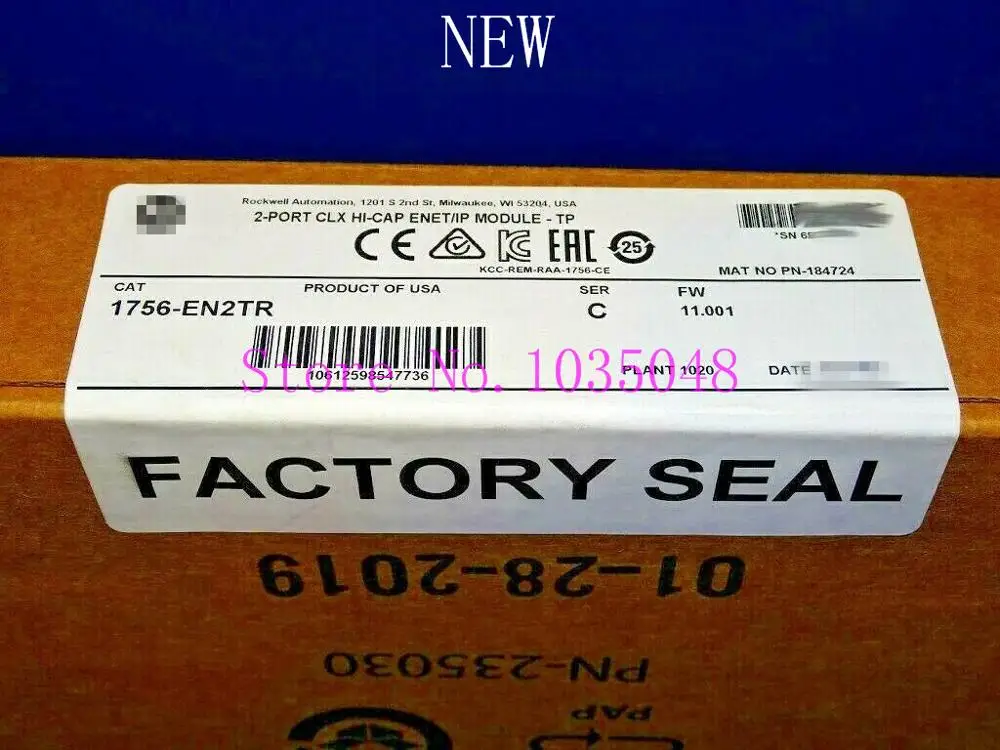 NEW
Rockwell Automation, 1201 S 2nd St, Milwaukee, WI 53204, USA
2-PORT CLX HI-CAP ENET/IP MODULE - TP
CE EAC 25
*SN
KCC-REM-RAA-1756-CE
MAT NO PN-184724
CAT
PRODUCT OF USA
SER
FW
1756-EN2TR
C
11.001
Store No. 1035048
10612598547736
PLANT 1020
DATE
FACTORY SEAL
01-28-2019
PN-235030
PAP